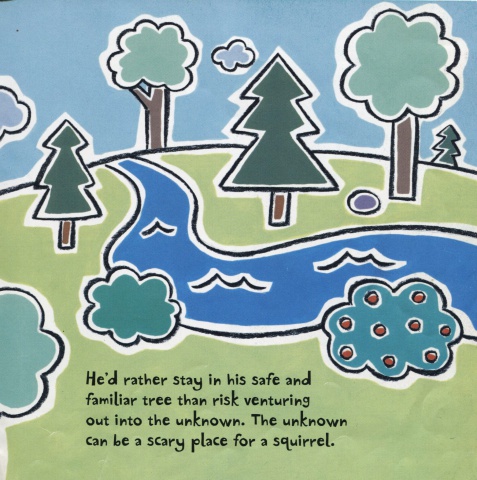 He'd rather stay in his safe and
familiar tree than risk venturing
out into the unknown. The unknown
can be a scary place for a squirrel.